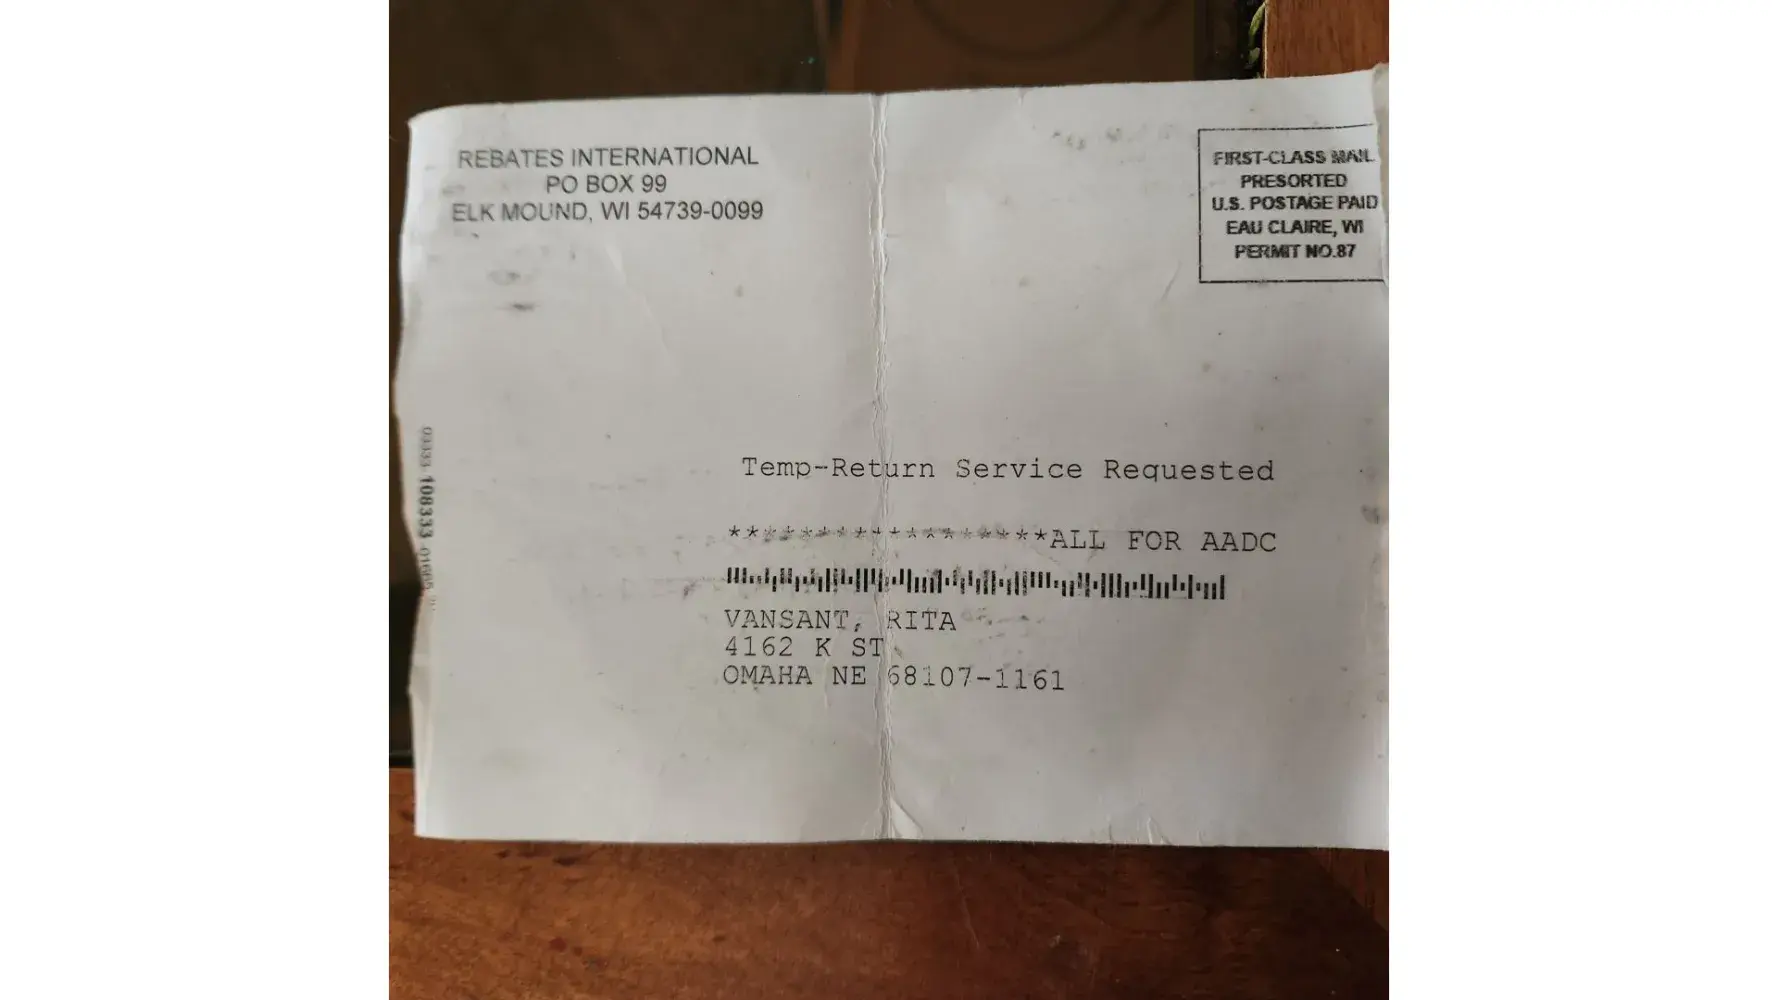 REBATES INTERNATIONAL
PO BOX 99
ELK MOUND, WI 54739-0099
FIRST-CLASS MAIL
PRESORTED
U.S. POSTAGE PAID
EAU CLAIRE, WI
PERMIT NO.87
Temp-Return Service Requested
******************ALL FOR AADC
VANSANT, RITA
4162 K ST
OMAHA NE 68107-1161
108333